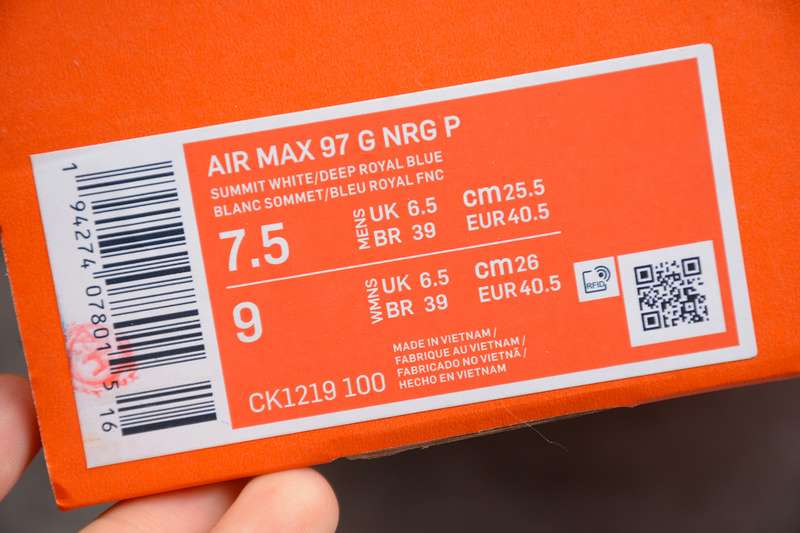 AIR MAX 97 G NRG P
SUMMIT WHITE/DEEP ROYAL BLUE
BLANC SOMMET/BLEU ROYAL FNC
7.5 MENS UK 6.5 cm 25.5
BR 39 EUR 40.5
9 WMNS UK 6.5 cm 26
BR 39 EUR 40.5
RFID
MADE IN VIETNAM /
FABRIQUE AU VIETNAM /
FABRICADO NO VIETNÃ /
HECHO EN VIETNAM
CK1219 100
1 94274 07801 5 16